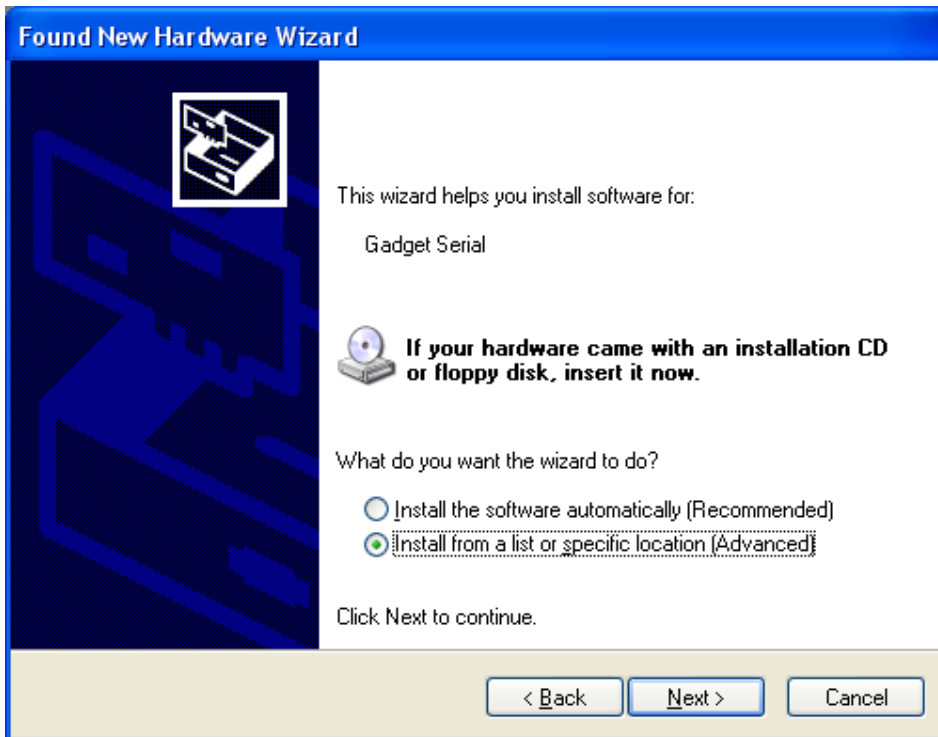 Found New Hardware Wizard
This wizard helps you install software for:
Gadget Serial
If your hardware came with an installation CD
or floppy disk, insert it now.
What do you want the wizard to do?
Install the software automatically (Recommended)
Install from a list or specific location (Advanced)
Click Next to continue.
< Back
Next >
Cancel